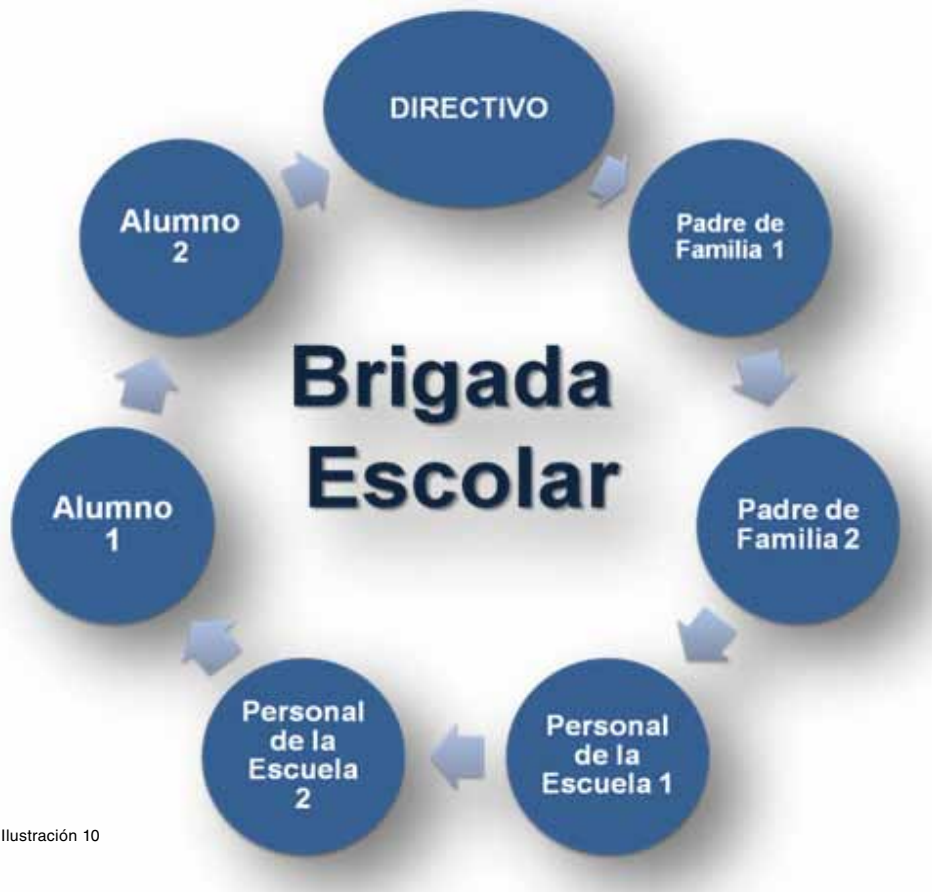 DIRECTIVO
Padre de
Familia 1
Padre de
Familia 2
Personal
de la
Escuela 1
Personal
de la
Escuela
2
Alumno
1
Alumno
2
Brigada
Escolar
Ilustración 10